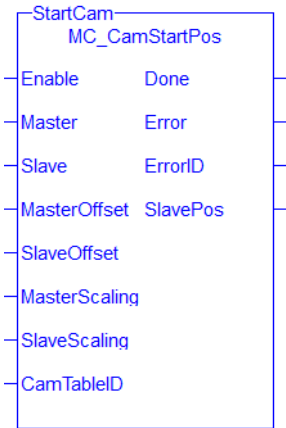 StartCam
MC_CamStartPos
Enable Done
Master Error
Slave ErrorID
MasterOffset SlavePos
SlaveOffset
MasterScaling
SlaveScaling
CamTableID